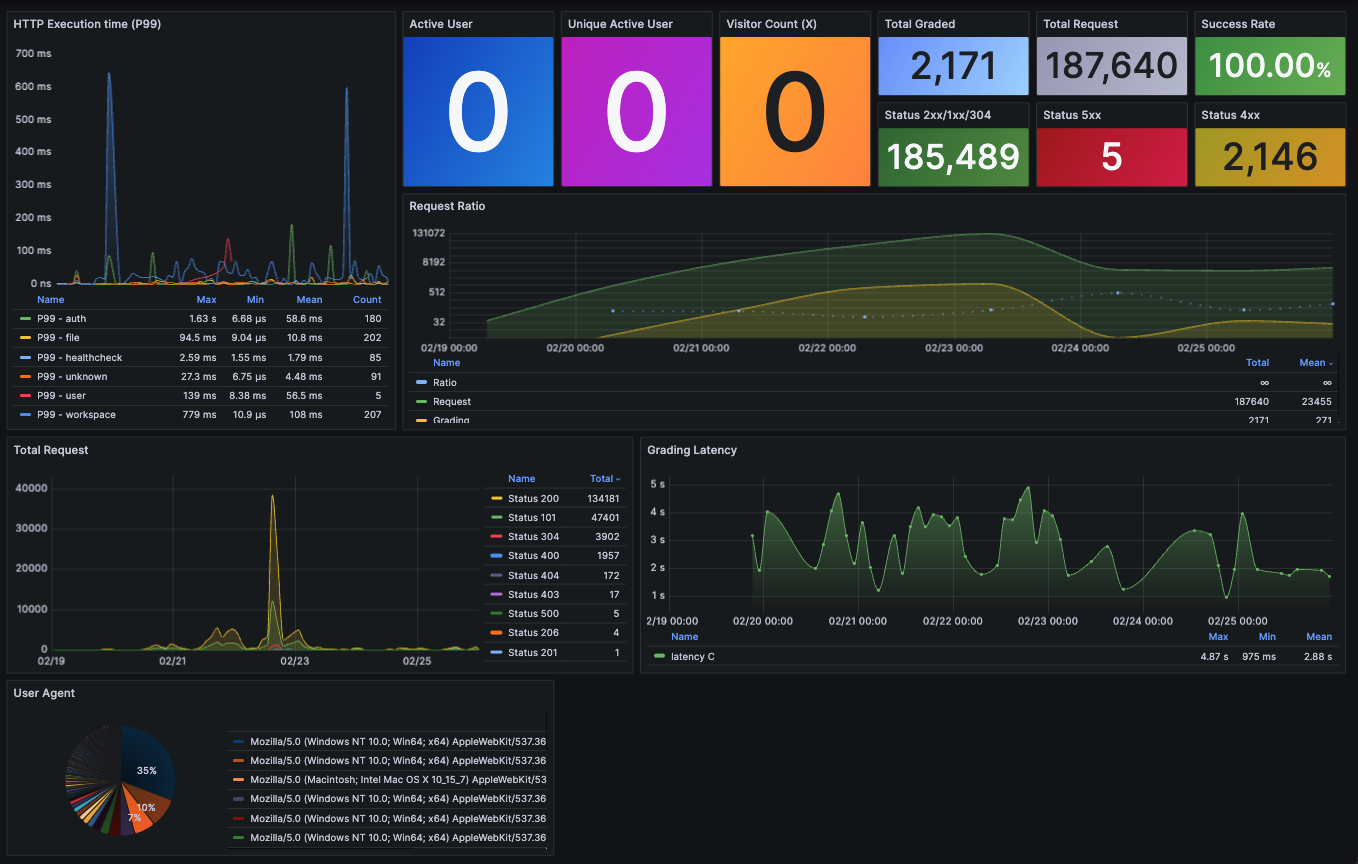 HTTP Execution time (P99)
700 ms
600 ms
500 ms
400 ms
300 ms
200 ms
100 ms
0 ns
Name Max Min Mean Count
P99 - auth 1.63 s 6.68 µs 58.6 ms 180
P99 - file 94.5 ms 9.04 µs 10.8 ms 202
P99 - healthcheck 2.59 ms 1.55 ms 1.79 ms 85
P99 - unknown 27.3 ms 6.75 µs 4.48 ms 91
P99 - user 139 ms 8.38 ms 56.5 ms 5
P99 - workspace 779 ms 10.9 µs 108 ms 207
Active User
0
Unique Active User
0
Visitor Count (X)
0
Total Graded
2,171
Total Request
187,640
Success Rate
100.00%
Status 2xx/1xx/304
185,489
Status 5xx
5
Status 4xx
2,146
Request Ratio
131072
8192
512
32
02/19 00:00 02/20 00:00 02/21 00:00 02/22 00:00 02/23 00:00 02/24 00:00 02/25 00:00
Name Total Mean
Ratio ∞ ∞
Request 187640 23455
Grading 2171 271
Total Request
40000
30000
20000
10000
0
02/19 02/21 02/23 02/25
Name Total
Status 200 134181
Status 101 47401
Status 304 3902
Status 400 1957
Status 404 172
Status 403 17
Status 500 5
Status 206 4
Status 201 1
Grading Latency
5 s
4 s
3 s
2 s
1 s
2/19 00:00 02/20 00:00 02/21 00:00 02/22 00:00 02/23 00:00 02/24 00:00 02/25 00:00
Name Max Min Mean
latency C 4.87 s 975 ms 2.88 s
User Agent
35%
10%
7%
Mozilla/5.0 (Windows NT 10.0; Win64; x64) AppleWebKit/537.36
Mozilla/5.0 (Windows NT 10.0; Win64; x64) AppleWebKit/537.36
Mozilla/5.0 (Macintosh; Intel Mac OS X 10_15_7) AppleWebKit/53
Mozilla/5.0 (Windows NT 10.0; Win64; x64) AppleWebKit/537.36
Mozilla/5.0 (Windows NT 10.0; Win64; x64) AppleWebKit/537.36
Mozilla/5.0 (Windows NT 10.0; Win64; x64) AppleWebKit/537.36